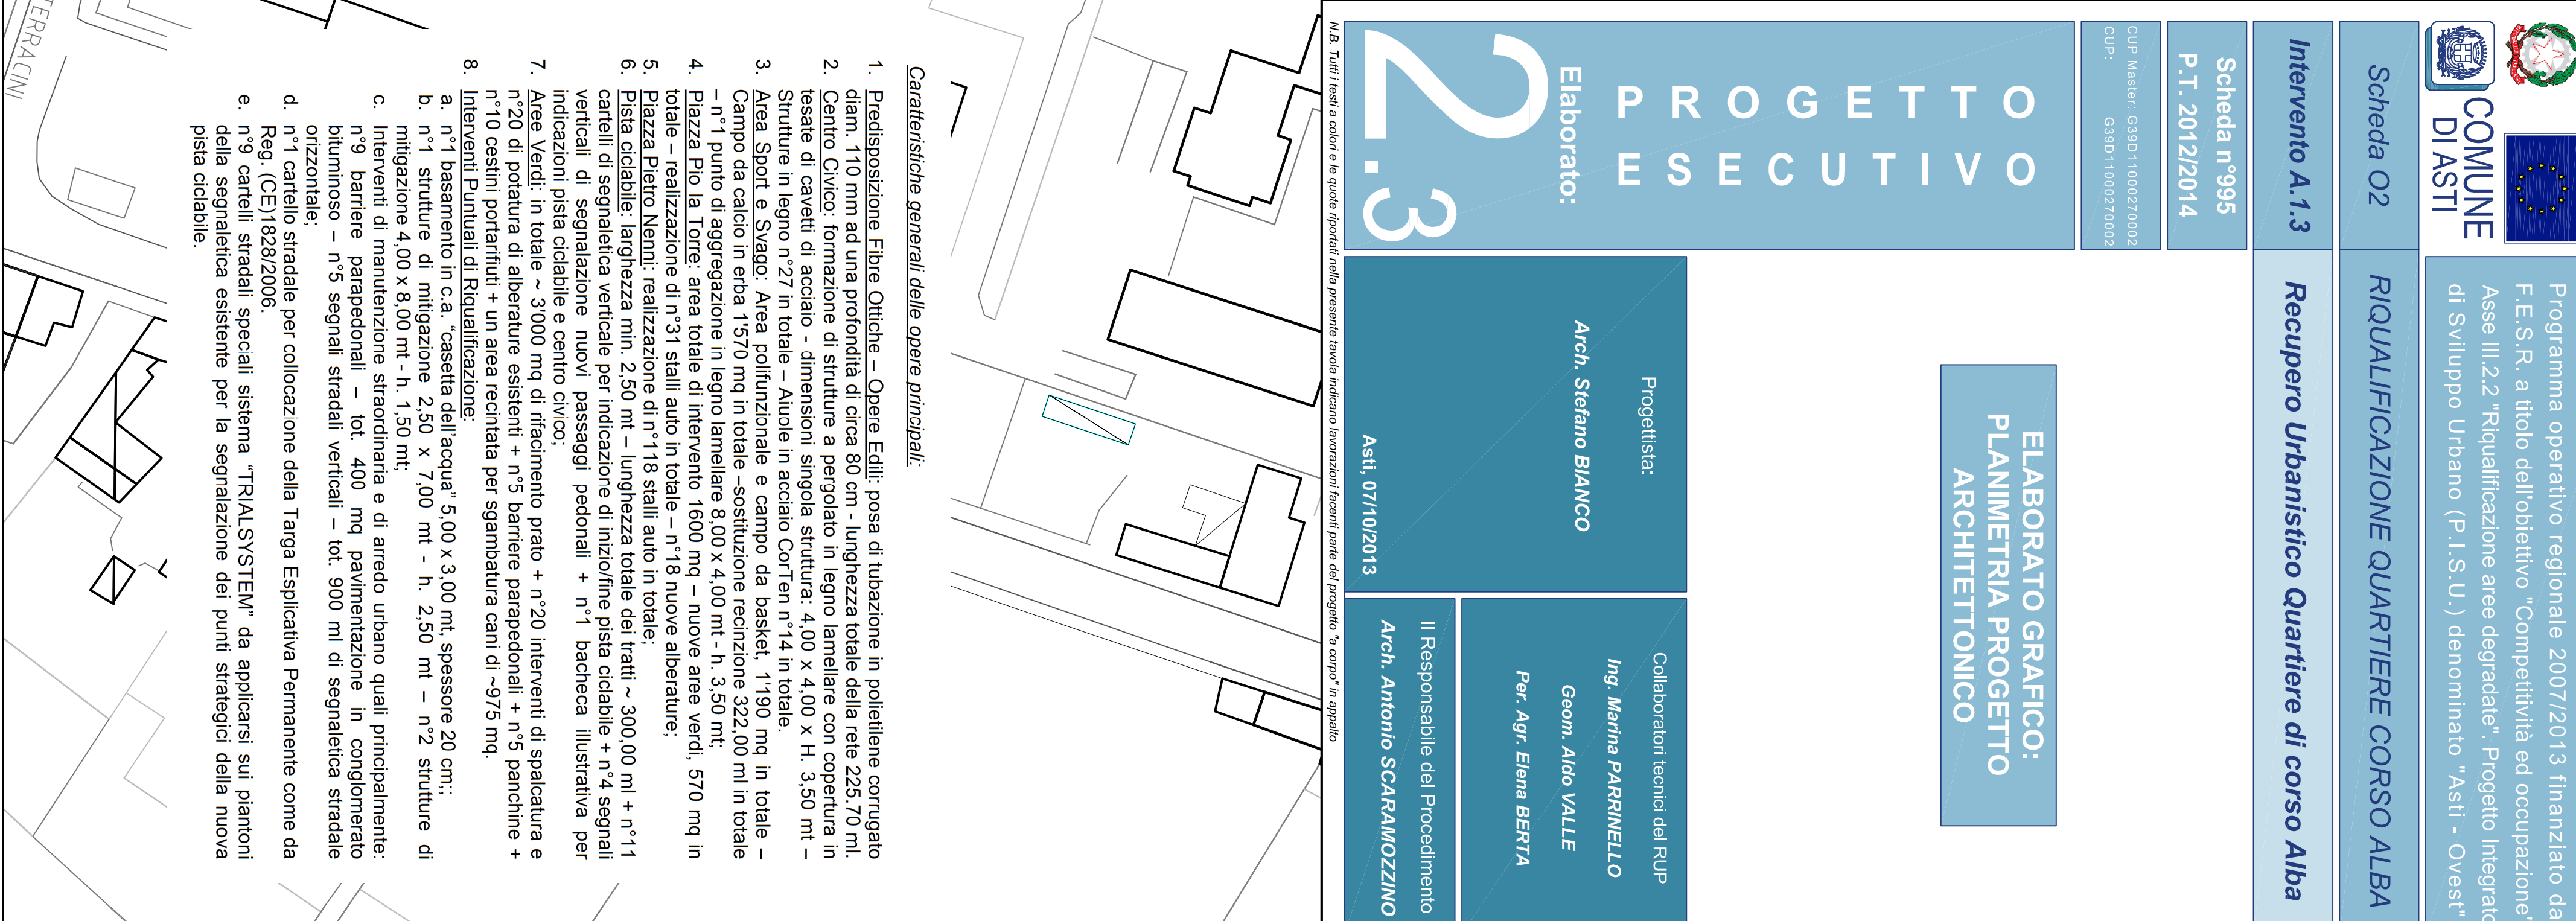 COMUNE
DI ASTI
Programma operativo regionale 2007/2013 finanziato da
F.E.S.R. a titolo dell'obiettivo "Competitività ed occupazione"
Asse III.2.2 "Riqualificazione aree degradate". Progetto Integrato
di Sviluppo Urbano (P.I.S.U.) denominato "Asti - Ovest"
Scheda O2
RIQUALIFICAZIONE QUARTIERE CORSO ALBA
Intervento A.1.3
Recupero Urbanistico Quartiere di corso Alba
Scheda n°995
P.T. 2012/2014
CUP Master: G39D11000270002
CUP: G39D11000270002
ELABORATO GRAFICO:
PLANIMETRIA PROGETTO
ARCHITETTONICO
PROGETTO
ESECUTIVO
Elaborato:
2.3
Progettista:
Arch. Stefano BIANCO
Asti, 07/10/2013
Collaboratori tecnici del RUP
Ing. Marina PARRINELLO
Geom. Aldo VALLE
Per. Agr. Elena BERTA
Il Responsabile del Procedimento
Arch. Antonio SCARAMOZZINO
N.B. Tutti i testi a colori e le quote riportati nella presente tavola indicano lavorazioni facenti parte del progetto "a corpo" in appalto
Caratteristiche generali delle opere principali:
1. Predisposizione Fibre Ottiche – Opere Edili: posa di tubazione in polietilene corrugato
diam. 110 mm ad una profondità di circa 80 cm - lunghezza totale della rete 225.70 ml.
2. Centro Civico: formazione di strutture a pergolato in legno lamellare con copertura in
tesate di cavetti di acciaio - dimensioni singola struttura: 4,00 x 4,00 x H. 3,50 mt –
Strutture in legno n°27 in totale – Aiuole in acciaio CorTen n°14 in totale.
3. Area Sport e Svago: Area polifunzionale e campo da basket, 1'190 mq in totale –
Campo da calcio in erba 1'570 mq in totale –sostituzione recinzione 322,00 ml in totale
– n°1 punto di aggregazione in legno lamellare 8,00 x 4,00 mt - h. 3,50 mt;
4. Piazza Pio la Torre: area totale di intervento 1600 mq – nuove aree verdi, 570 mq in
totale – realizzazione di n°31 stalli auto in totale – n°18 nuove alberature;
5. Piazza Pietro Nenni: realizzazione di n°118 stalli auto in totale;
6. Pista ciclabile: larghezza min. 2,50 mt – lunghezza totale dei tratti ~ 300,00 ml + n°11
cartelli di segnaletica verticale per indicazione di inizio/fine pista ciclabile + n°4 segnali
verticali di segnalazione nuovi passaggi pedonali + n°1 bacheca illustrativa per
indicazioni pista ciclabile e centro civico;
7. Aree Verdi: in totale ~ 3'000 mq di rifacimento prato + n°20 interventi di spalcatura e
n°20 di potatura di alberature esistenti + n°5 barriere parapedonali + n°5 panchine +
n°10 cestini portarifiuti + un area recintata per sgambatura cani di ~975 mq.
8. Interventi Puntuali di Riqualificazione:
a. n°1 basamento in c.a. “casetta dell'acqua” 5,00 x 3,00 mt, spessore 20 cm;;
b. n°1 strutture di mitigazione 2,50 x 7,00 mt - h. 2,50 mt – n°2 strutture di
mitigazione 4,00 x 8,00 mt - h. 1,50 mt;
c. Interventi di manutenzione straordinaria e di arredo urbano quali principalmente:
n°9 barriere parapedonali – tot. 400 mq pavimentazione in conglomerato
bituminoso – n°5 segnali stradali verticali – tot. 900 ml di segnaletica stradale
orizzontale;
d. n°1 cartello stradale per collocazione della Targa Esplicativa Permanente come da
Reg. (CE)1828/2006.
e. n°9 cartelli stradali speciali sistema “TRIALSYSTEM” da applicarsi sui piantoni
della segnaletica esistente per la segnalazione dei punti strategici della nuova
pista ciclabile.
TERRACINI